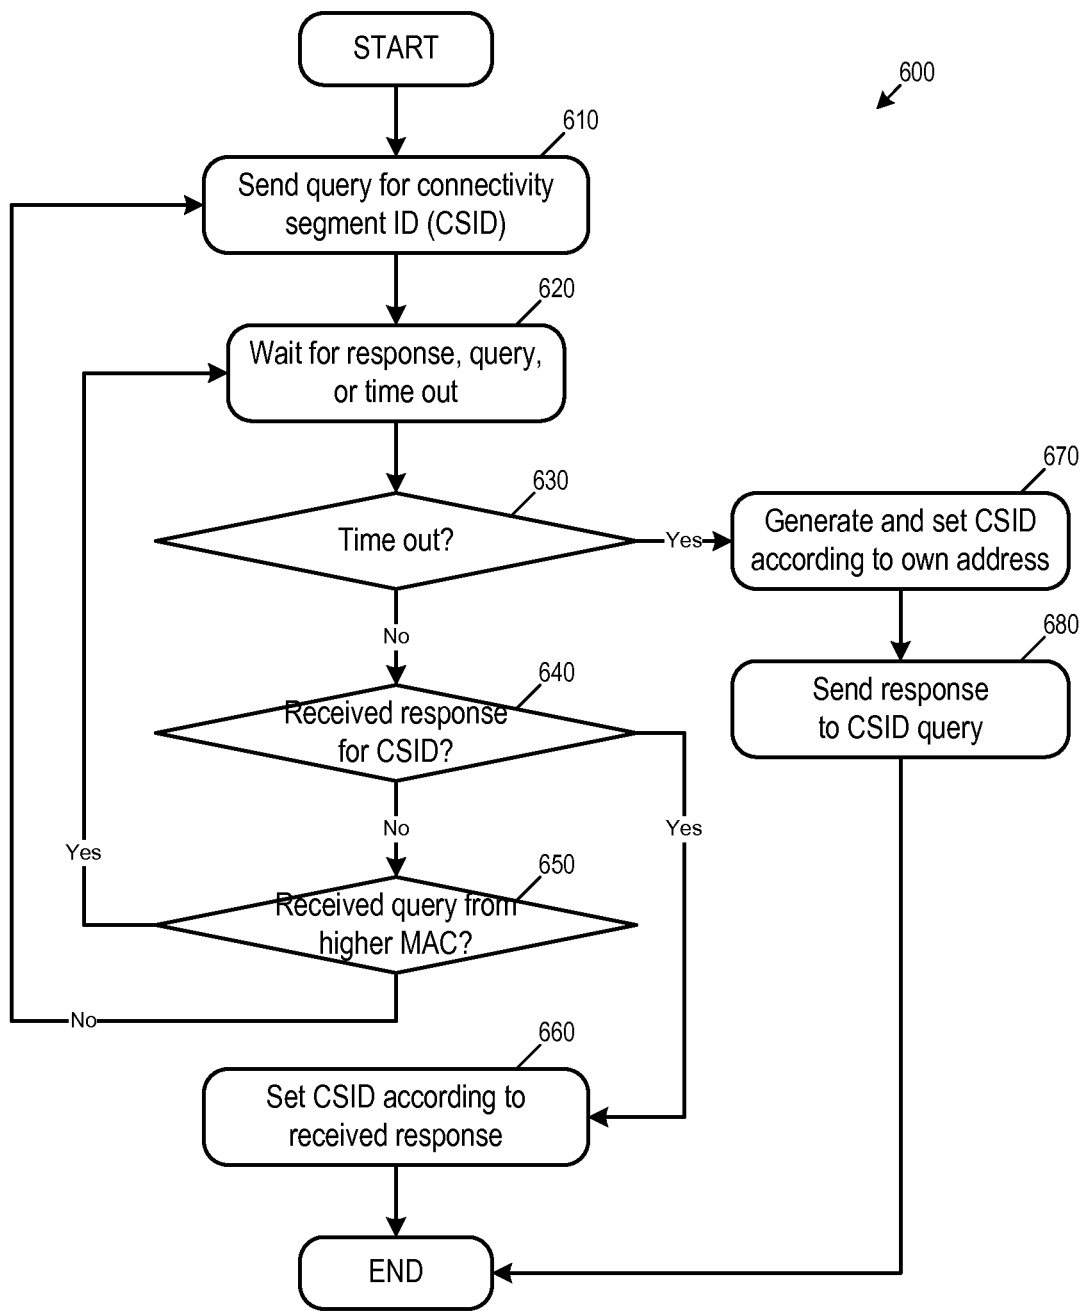 START
600
610
Send query for connectivity
segment ID (CSID)
620
Wait for response, query,
or time out
630
Time out?
Yes
670
Generate and set CSID
according to own address
No
640
Received response
for CSID?
680
Send response
to CSID query
No
Yes
Yes
650
Received query from
higher MAC?
No
660
Set CSID according to
received response
END